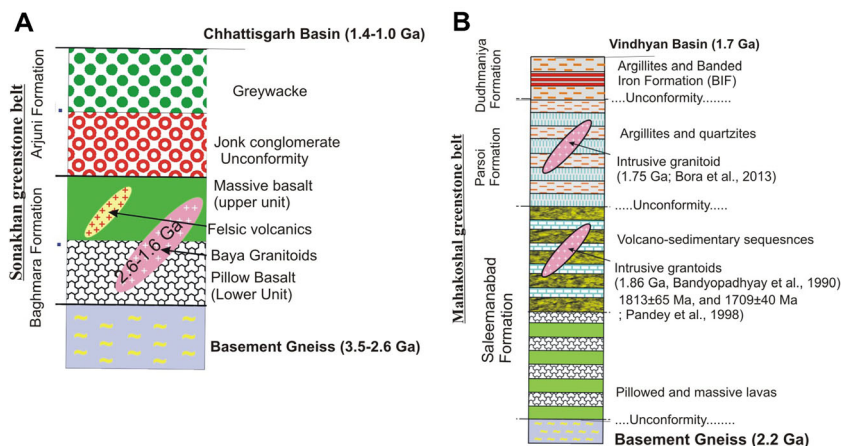 A
Chhattisgarh Basin (1.4-1.0 Ga)
Sonakhan greenstone belt
Arjuni Formation
Baghmara Formation
Greywacke
Jonk conglomerate
Unconformity
Massive basalt
(upper unit)
Felsic volcanics
2.6-1.6 Ga
Baya Granitoids
Pillow Basalt
(Lower Unit)
Basement Gneiss (3.5-2.6 Ga)
B
Vindhyan Basin (1.7 Ga)
Mahakoshal greenstone belt
Dudhmaniya
Formation
Parsoi
Formation
Saleemanabad
Formation
Argillites and Banded
Iron Formation (BIF)
....Unconformity........
Argillites and quartzites
Intrusive granitoid
(1.75 Ga; Bora et al., 2013)
....Unconformity.....
Volcano-sedimentary sequesnces
Intrusive grantoids
(1.86 Ga, Bandyopadhyay et al., 1990)
1813±65 Ma, and 1709±40 Ma
; Pandey et al., 1998)
Pillowed and massive lavas
....Unconformity........
Basement Gneiss (2.2 Ga)